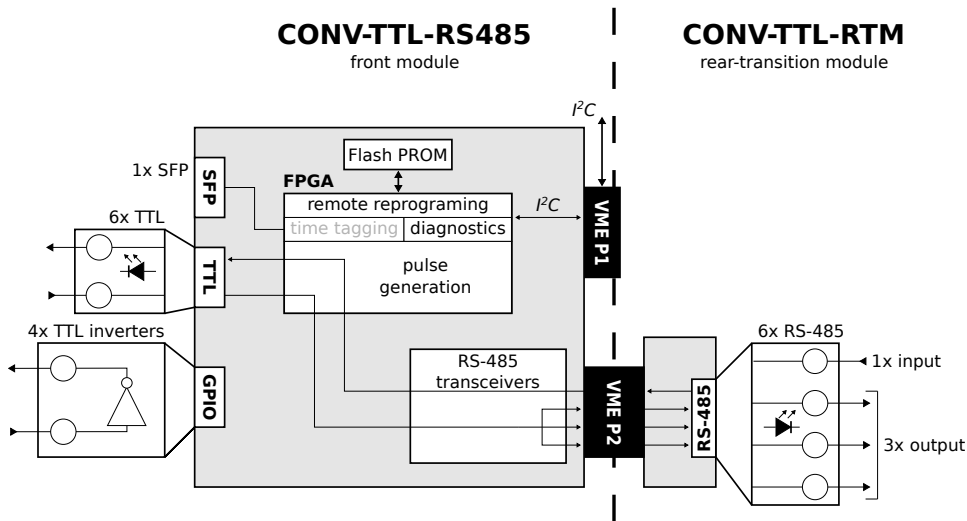 CONV-TTL-RS485
front module
CONV-TTL-RTM
rear-transition module
I²C
Flash PROM
1x SFP
SFP
FPGA
remote reprograming
I²C
time tagging
diagnostics
pulse
generation
VME P1
6x TTL
TTL
4x TTL inverters
GPIO
RS-485
transceivers
VME P2
RS-485
6x RS-485
1x input
3x output